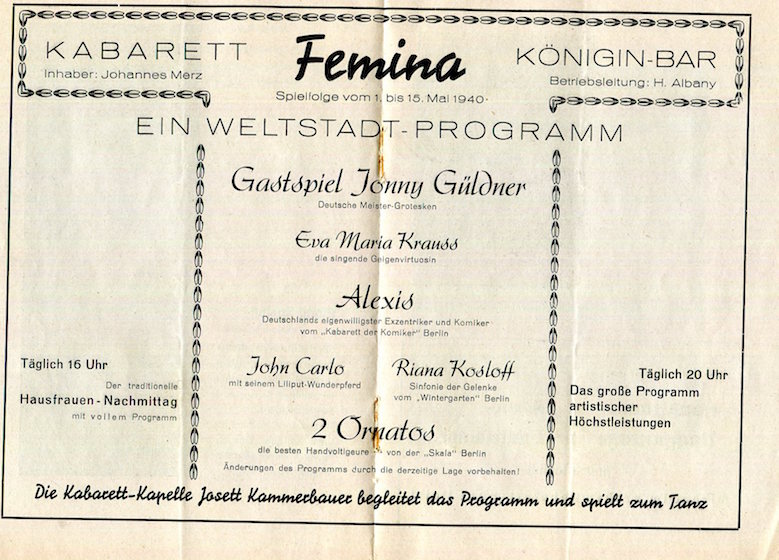 KABARETT
Inhaber: Johannes Merz
Femina
KÖNIGIN-BAR
Betriebsleitung: H. Albany
Spielfolge vom 1. bis 15. Mai 1940·
EIN WELTSTADT-PROGRAMM
Gastspiel Jonny Güldner
Deutsche Meister-Grotesken
Eva Maria Krauss
die singende Geigenvirtuosin
Alexis
Deutschlands eigenwilligster Exzentriker und Komiker
vom „Kabarett der Komiker" Berlin
Täglich 16 Uhr
Der traditionelle
Hausfrauen-Nachmittag
mit vollem Programm
John Carlo
mit seinem Liliput-Wunderpferd
Riana Kosloff
Sinfonie der Gelenke
vom „Wintergarten" Berlin
Täglich 20 Uhr
Das große Programm
artistischer
Höchstleistungen
2 Ornatos
die besten Handvoltigeure von der „Skala" Berlin
Änderungen des Programms durch die derzeitige Lage vorbehalten!
Die Kabarett-Kapelle Josett Kammerbauer begleitet das Programm und spielt zum Tanz